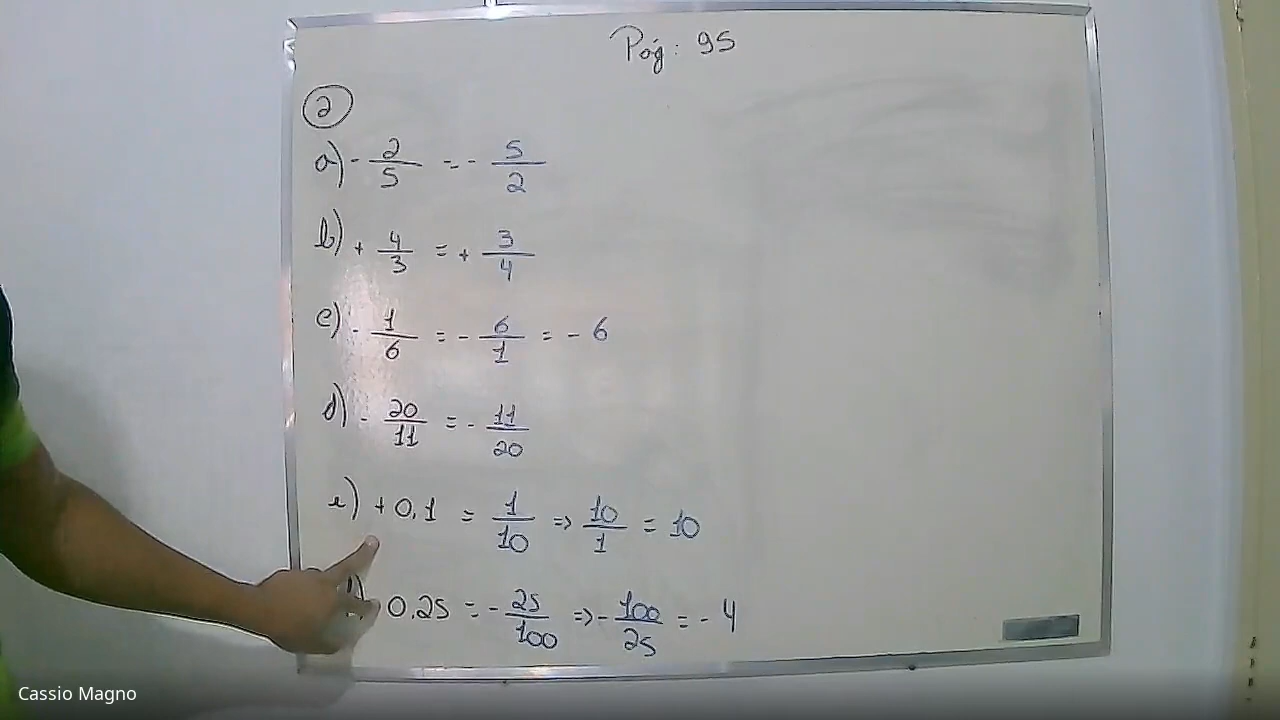 Pág: 95
2
a) - 2/5 = - 5/2
b) + 4/3 = + 3/4
c) - 1/6 = - 6/1 = - 6
d) - 20/11 = - 11/20
e) + 0,1 = 1/10 => 10/1 = 10
0,25 = - 25/100 => - 100/25 = - 4
Cassio Magno